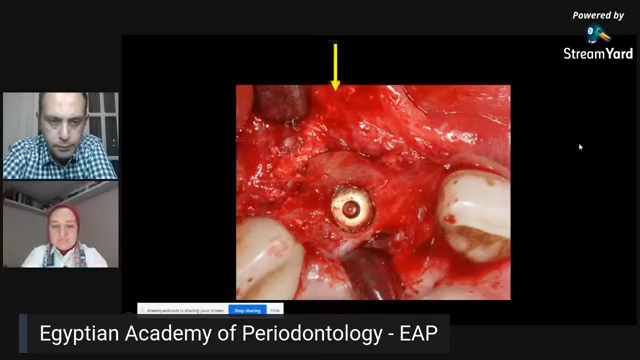 Powered by
StreamYard
streamyard.com is sharing your screen.
Stop sharing
Hide
Egyptian Academy of Periodontology - EAP